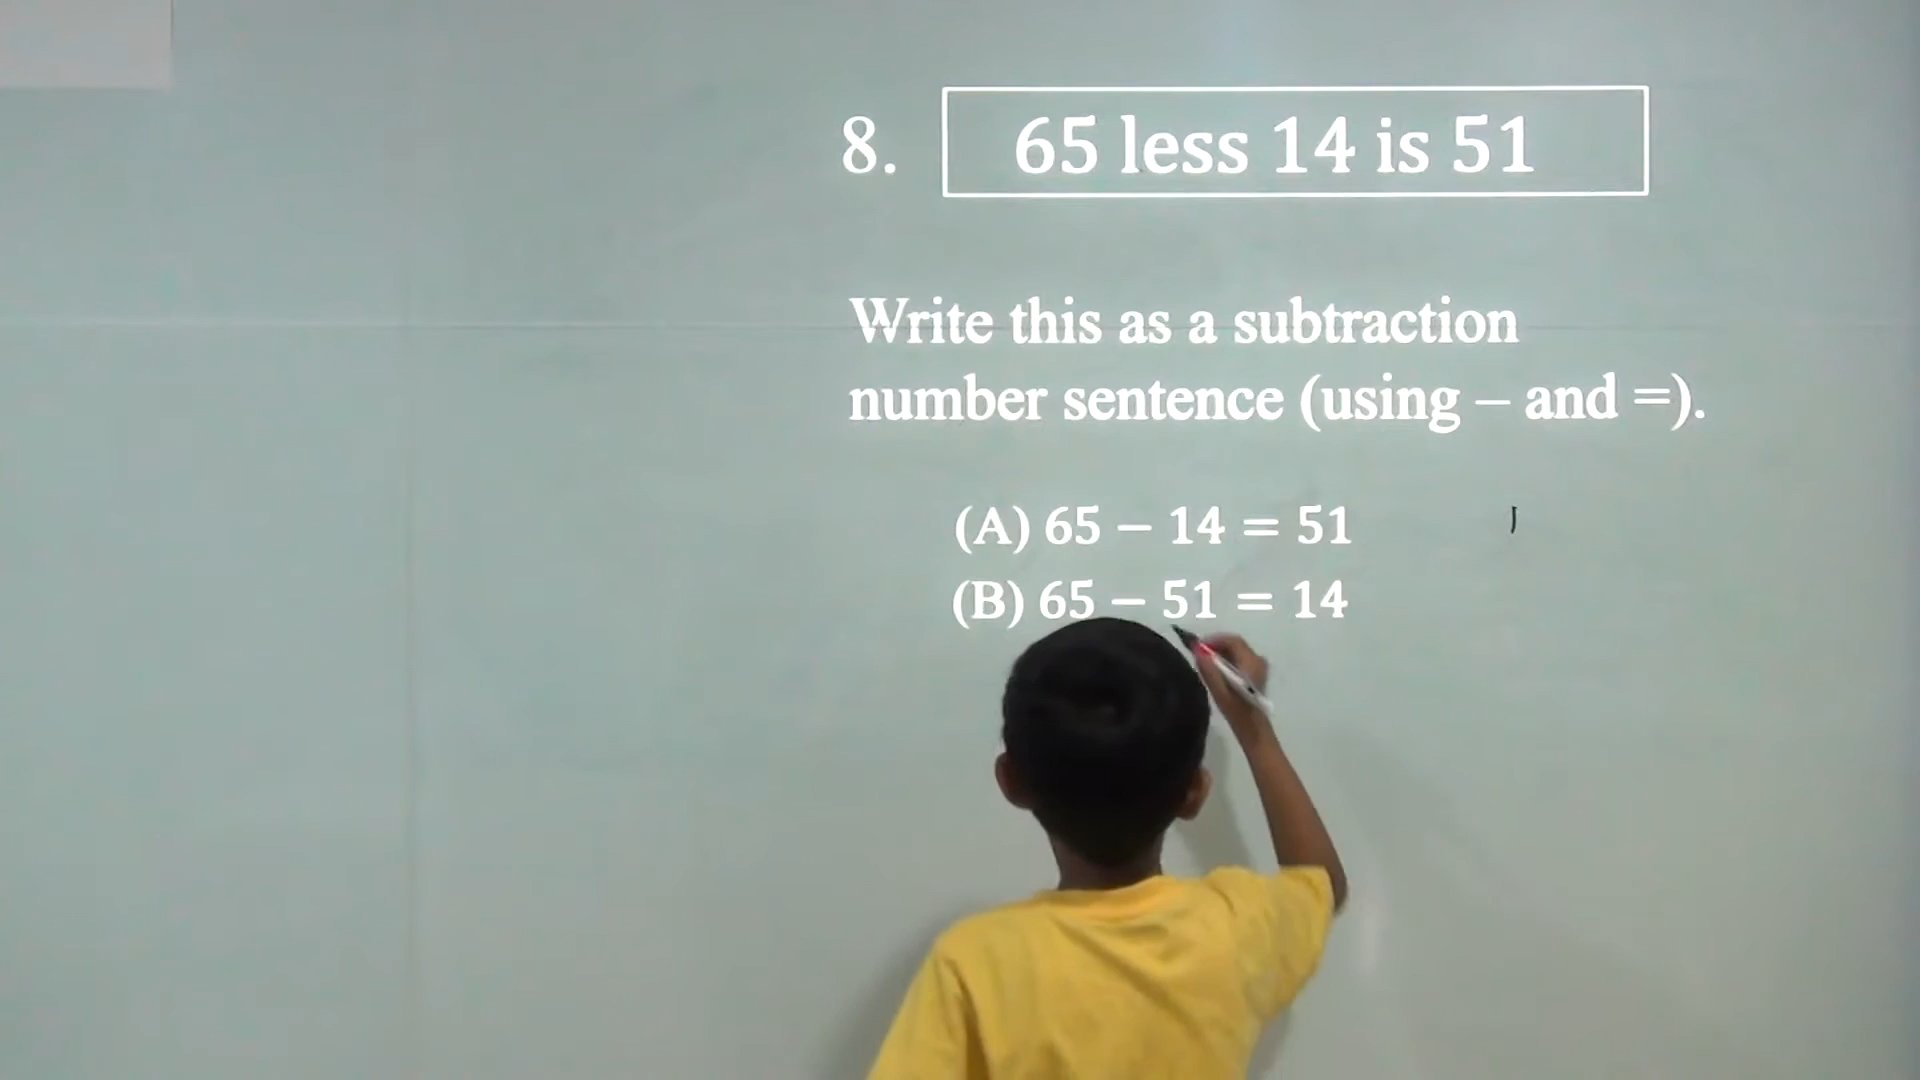 8. 65 less 14 is 51
Write this as a subtraction
number sentence (using – and =).
(A) 65 – 14 = 51
(B) 65 – 51 = 14